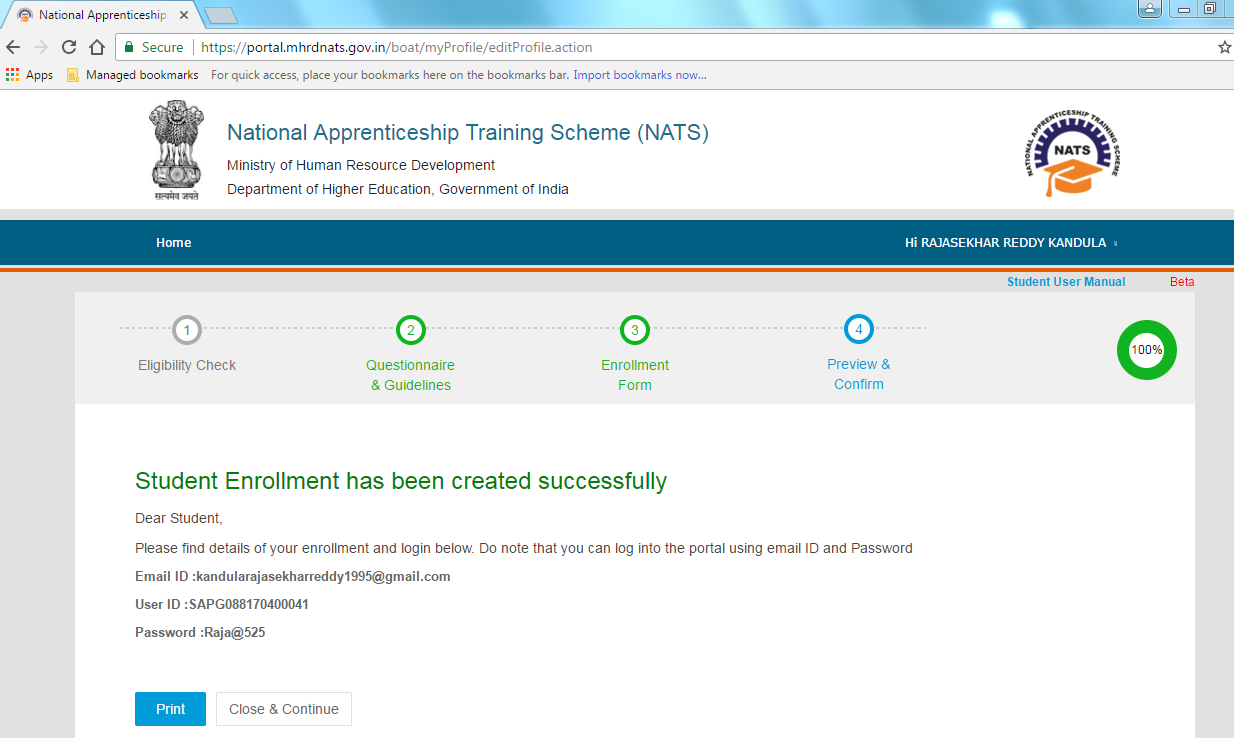 National Apprenticeship
Secure https://portal.mhrdnats.gov.in/boat/myProfile/editProfile.action
Apps Managed bookmarks For quick access, place your bookmarks here on the bookmarks bar. Import bookmarks now...
National Apprenticeship Training Scheme (NATS)
Ministry of Human Resource Development
Department of Higher Education, Government of India
सत्यमेव जयते
NATIONAL APPRENTICESHIP TRAINING SCHEME
NATS
Home Hi RAJASEKHAR REDDY KANDULA
Student User Manual Beta
1 2 3 4
Eligibility Check Questionnaire & Guidelines Enrollment Form Preview & Confirm
100%
Student Enrollment has been created successfully
Dear Student,
Please find details of your enrollment and login below. Do note that you can log into the portal using email ID and Password
Email ID :kandularajasekharreddy1995@gmail.com
User ID :SAPG088170400041
Password :Raja@525
Print Close & Continue